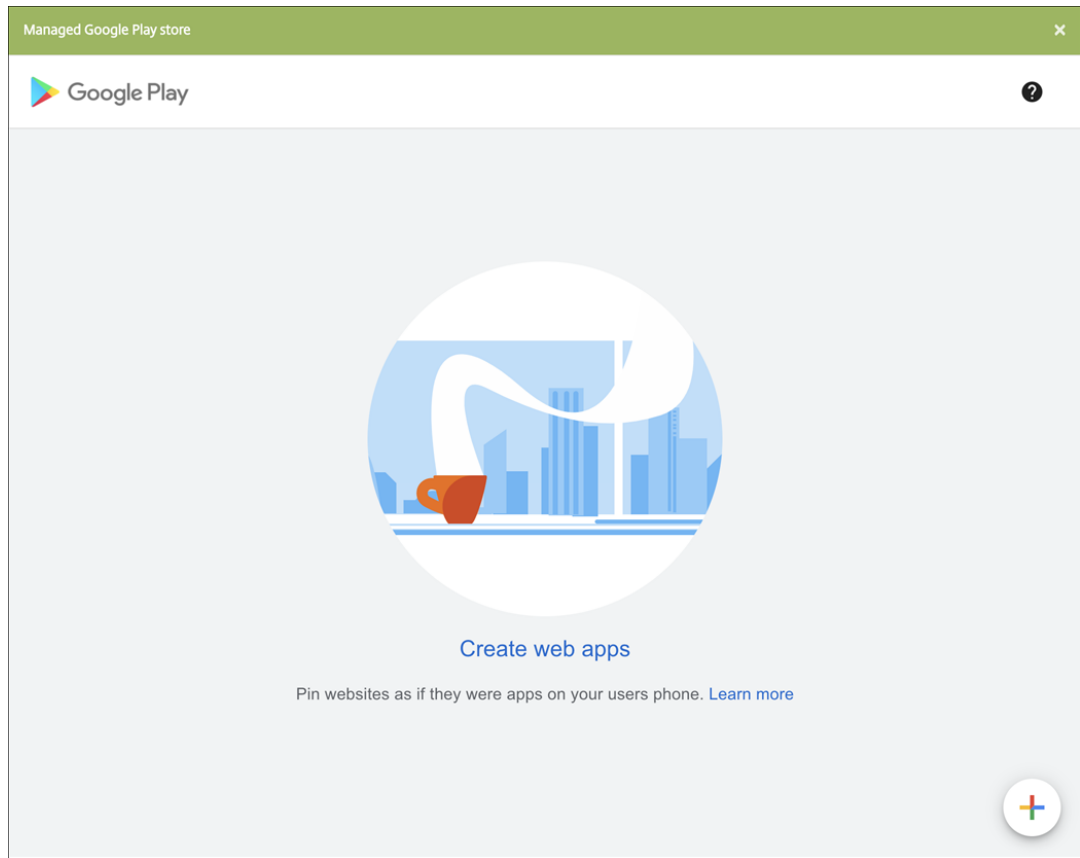 Managed Google Play store
Google Play
Create web apps
Pin websites as if they were apps on your users phone. Learn more